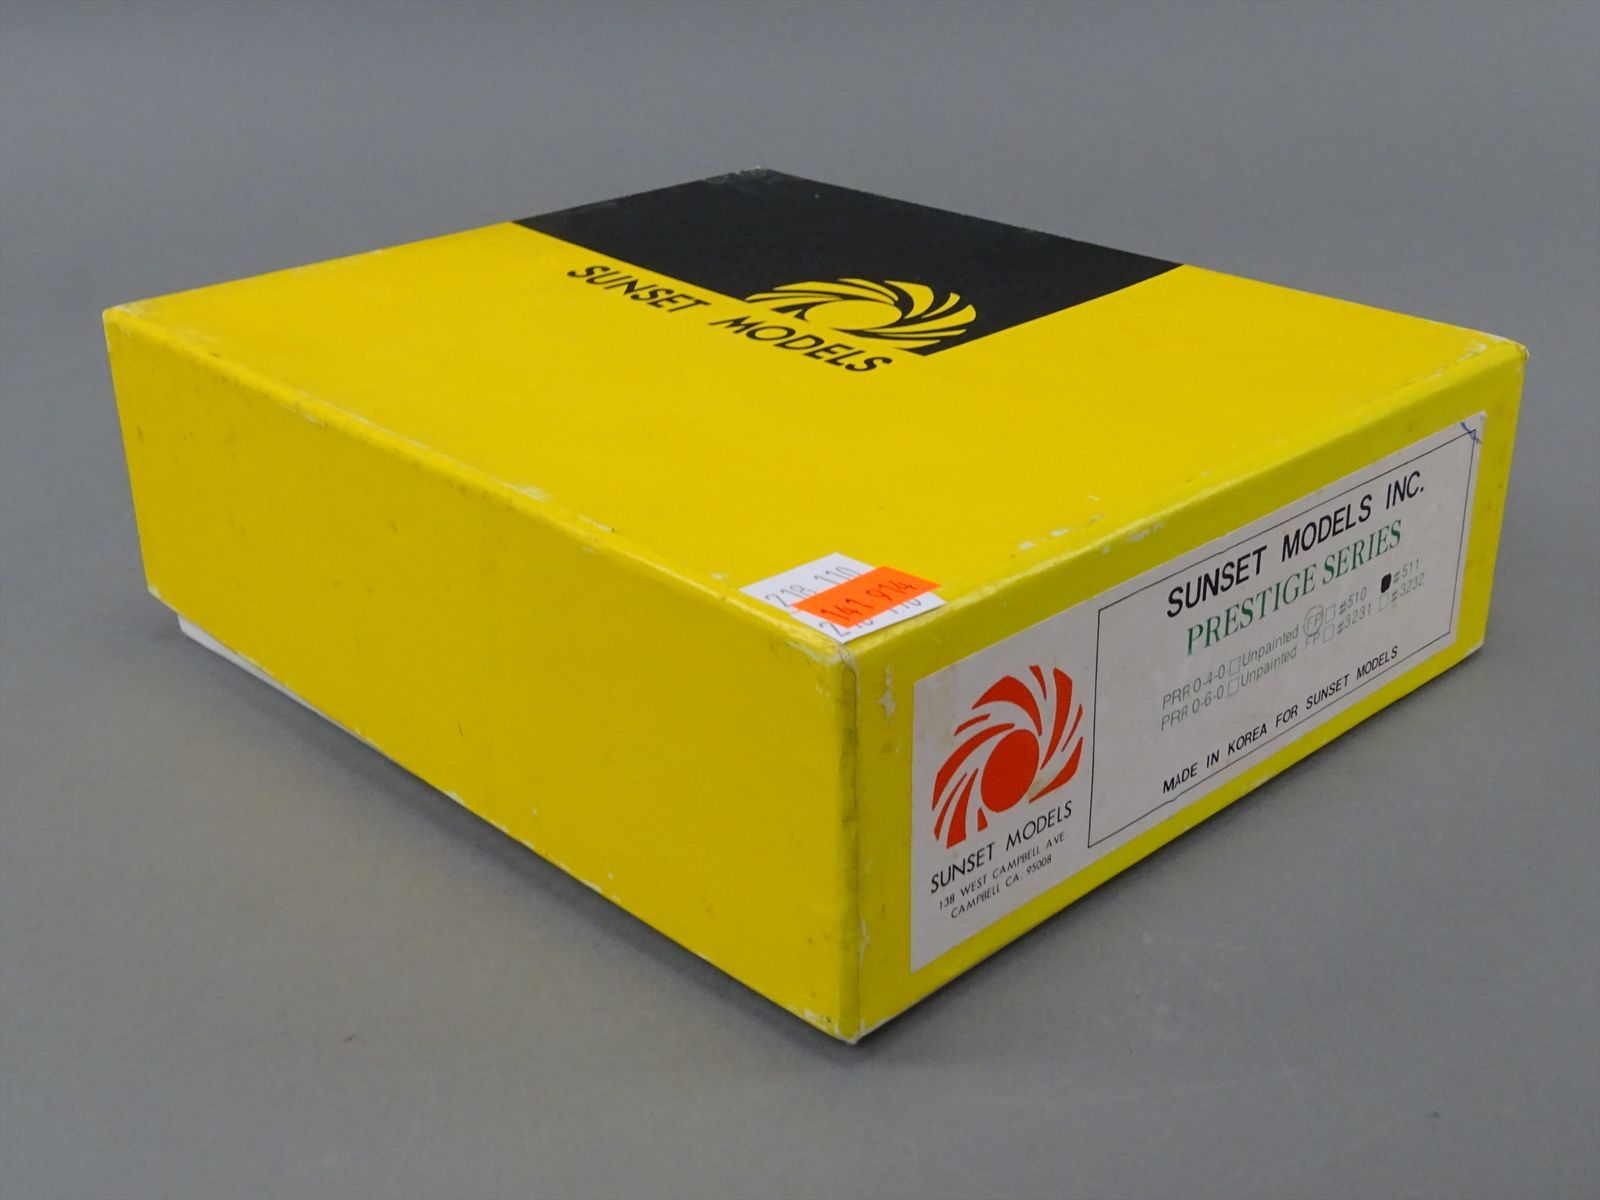 SUNSET MODELS
218 110
141 914
SUNSET MODELS INC.
PRESTIGE SERIES
PRR 0-4-0 □ Unpainted FP □ #510 #511
PRR 0-6-0 □ Unpainted FP □ #3231 □ #3232
MADE IN KOREA FOR SUNSET MODELS
SUNSET MODELS
138 WEST CAMPBELL AVE.
CAMPBELL CA. 95008